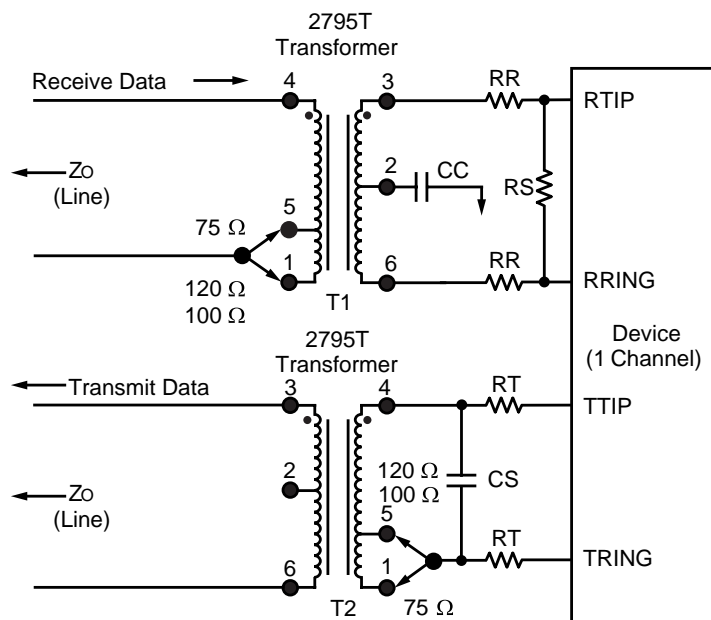 2795T
Transformer
Receive Data
4
3
RR
RTIP
Zo
(Line)
2
CC
RS
75 Ω
5
1
6
RR
RRING
120 Ω
100 Ω
T1
2795T
Transformer
Device
(1 Channel)
Transmit Data
3
4
RT
TTIP
2
120 Ω
100 Ω
CS
Zo
(Line)
5
RT
TRING
6
1
T2
75 Ω